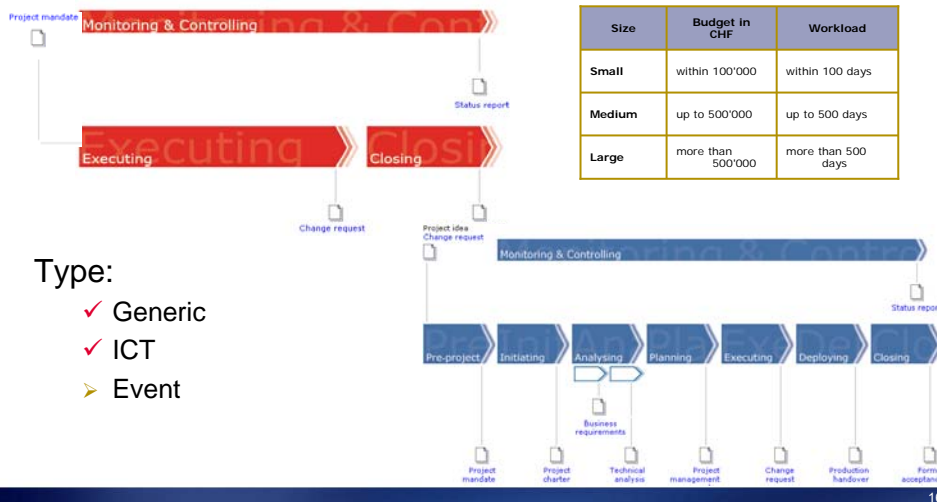 Project mandate
Monitoring & Controlling
Status report
Executing
Closing
Change request
Size
Budget in
CHF
Workload
Small
within 100'000
within 100 days
Medium
up to 500'000
up to 500 days
Large
more than
500'000
more than 500
days
Type:
Generic
ICT
Event
Project idea
Change request
Monitoring & Controlling
Status repor
Pre-project
Initiating
Analysing
Planning
Executing
Deploying
Closing
Business
requirements
Project
mandate
Project
charter
Technical
analysis
Project
management
Change
request
Production
handover
Form
acceptanc